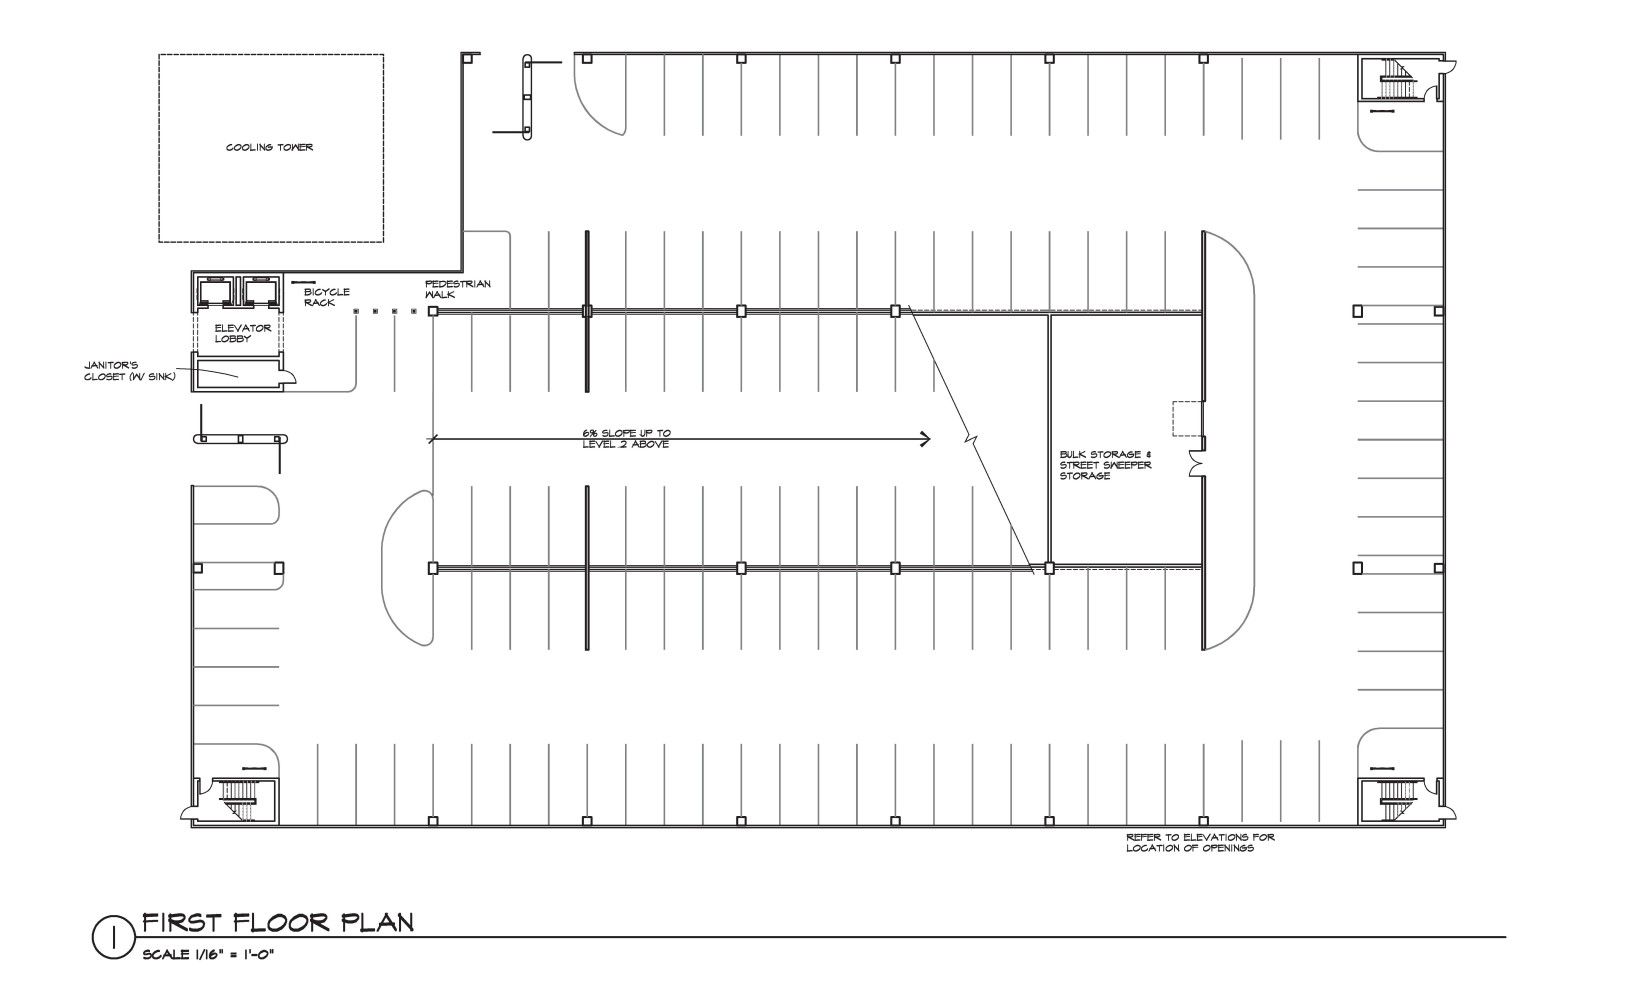 COOLING TOWER
BICYCLE
RACK
PEDESTRIAN
WALK
ELEVATOR
LOBBY
JANITOR'S
CLOSET (W/ SINK)
6% SLOPE UP TO
LEVEL 2 ABOVE
BULK STORAGE &
STREET SWEEPER
STORAGE
REFER TO ELEVATIONS FOR
LOCATION OF OPENINGS
1
FIRST FLOOR PLAN
SCALE 1/16" = 1'-0"